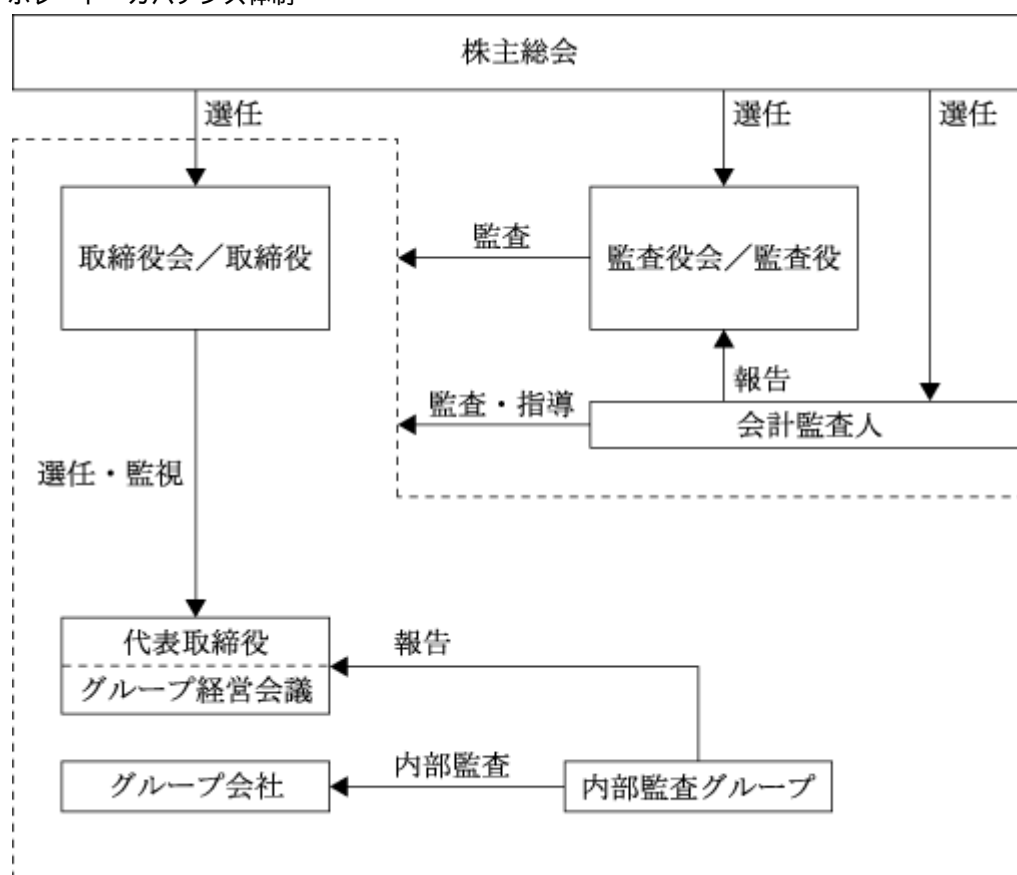 株主総会
選任
選任
選任
取締役会／取締役
監査
監査役会／監査役
報告
監査・指導
会計監査人
選任・監視
代表取締役
グループ経営会議
報告
グループ会社
内部監査
内部監査グループ